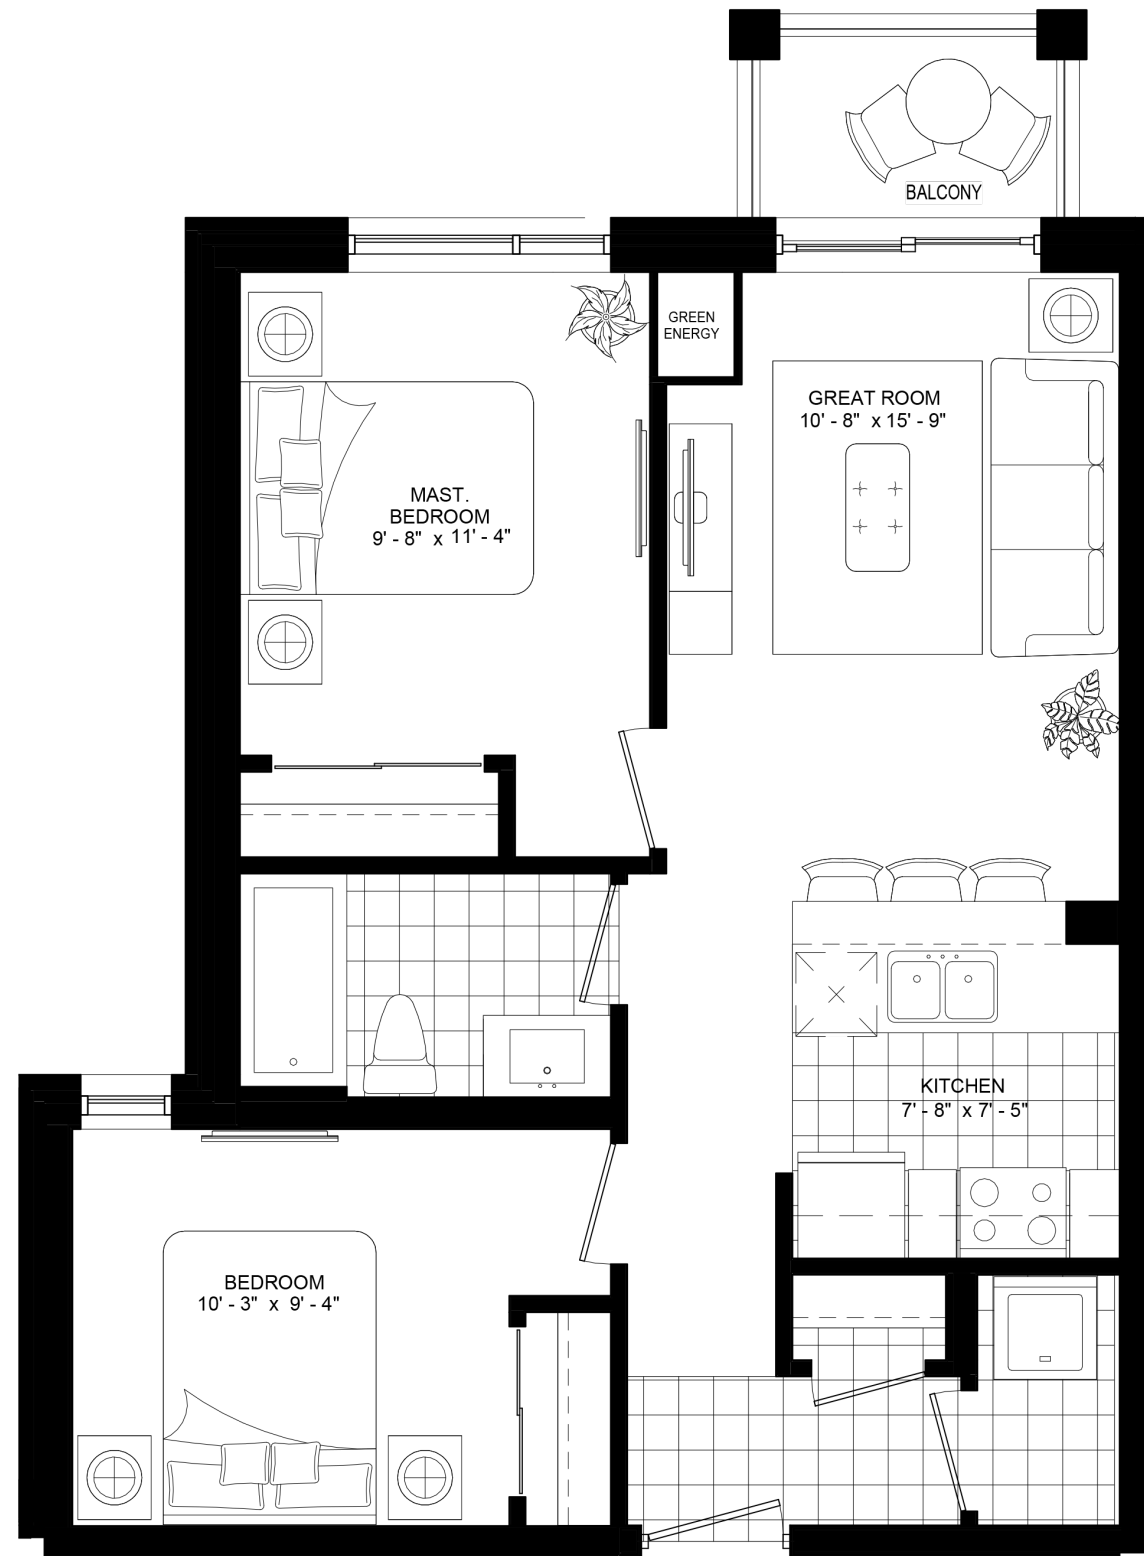 BALCONY
GREEN
ENERGY
GREAT ROOM
10' - 8" x 15' - 9"
MAST.
BEDROOM
9' - 8" x 11' - 4"
KITCHEN
7' - 8" x 7' - 5"
BEDROOM
10' - 3" x 9' - 4"